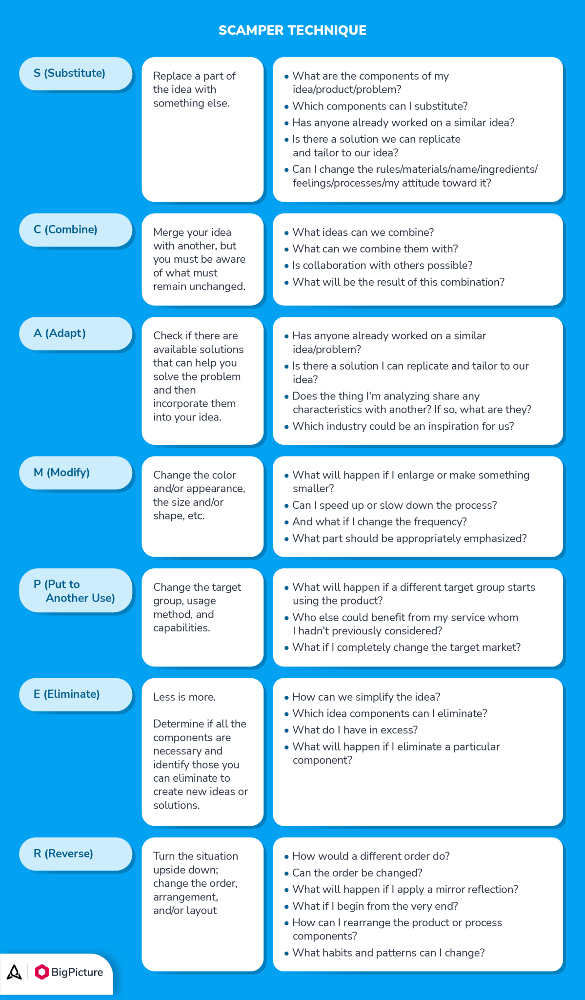 SCAMPER TECHNIQUE
S (Substitute)
Replace a part of
the idea with
something else.
• What are the components of my
idea/product/problem?
• Which components can I substitute?
• Has anyone already worked on a similar idea?
• Is there a solution we can replicate
and tailor to our idea?
• Can I change the rules/materials/name/ingredients/
feelings/processes/my attitude toward it?
C (Combine)
Merge your idea
with another, but
you must be aware
of what must
remain unchanged.
• What ideas can we combine?
• What can we combine them with?
• Is collaboration with others possible?
• What will be the result of this combination?
A (Adapt)
Check if there are
available solutions
that can help you
solve the problem
and then
incorporate them
into your idea.
• Has anyone already worked on a similar
idea/problem?
• Is there a solution I can replicate and tailor to our
idea?
• Does the thing I'm analyzing share any
characteristics with another? If so, what are they?
• Which industry could be an inspiration for us?
M (Modify)
Change the color
and/or appearance,
the size and/or
shape, etc.
• What will happen if I enlarge or make something
smaller?
• Can I speed up or slow down the process?
• And what if I change the frequency?
• What part should be appropriately emphasized?
P (Put to
Another Use)
Change the target
group, usage
method, and
capabilities.
• What will happen if a different target group starts
using the product?
• Who else could benefit from my service whom
I hadn't previously considered?
• What if I completely change the target market?
E (Eliminate)
Less is more.
Determine if all the
components are
necessary and
identify those you
can eliminate to
create new ideas or
solutions.
• How can we simplify the idea?
• Which idea components can I eliminate?
• What do I have in excess?
• What will happen if I eliminate a particular
component?
R (Reverse)
Turn the situation
upside down;
change the order,
arrangement,
and/or layout
• How would a different order do?
• Can the order be changed?
• What will happen if I apply a mirror reflection?
• What if I begin from the very end?
• How can I rearrange the product or process
components?
• What habits and patterns can I change?
BigPicture